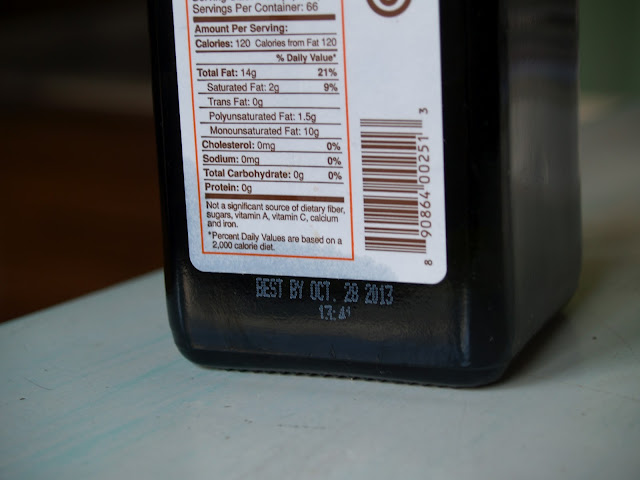 Servings Per Container: 66
Amount Per Serving:
Calories: 120 Calories from Fat 120
% Daily Value*
Total Fat: 14g 21%
Saturated Fat: 2g 9%
Trans Fat: 0g
Polyunsaturated Fat: 1.5g
Monounsaturated Fat: 10g
Cholesterol: 0mg 0%
Sodium: 0mg 0%
Total Carbohydrate: 0g 0%
Protein: 0g
Not a significant source of dietary fiber,
sugars, vitamin A, vitamin C, calcium
and iron.
*Percent Daily Values are based on a
2,000 calorie diet.
8 90864 00251 3
BEST BY OCT. 28 2013
13:41